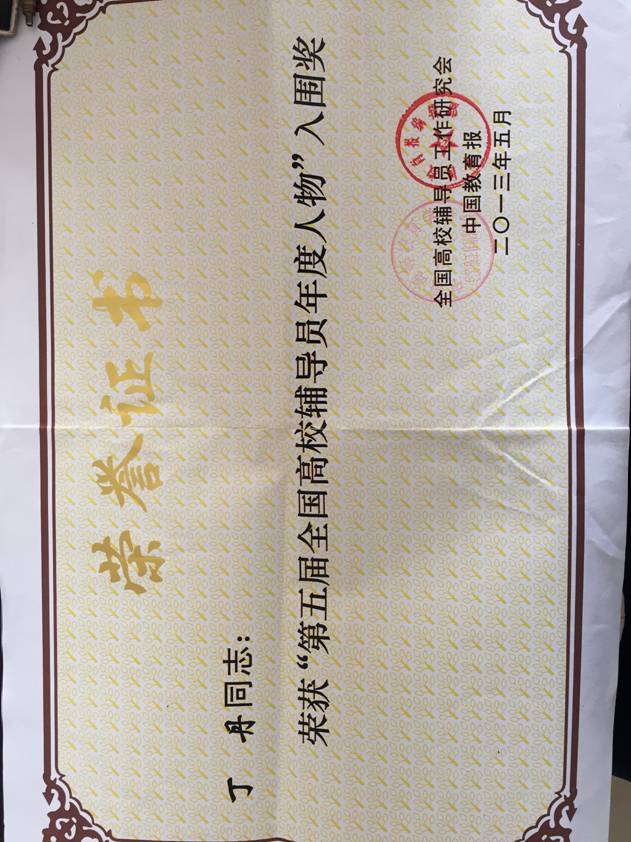 荣誉证书
丁 丹同志：
荣获“第五届全国高校辅导员年度人物”入围奖
全国高校辅导员工作研究会
中国教育报
二〇一三年五月